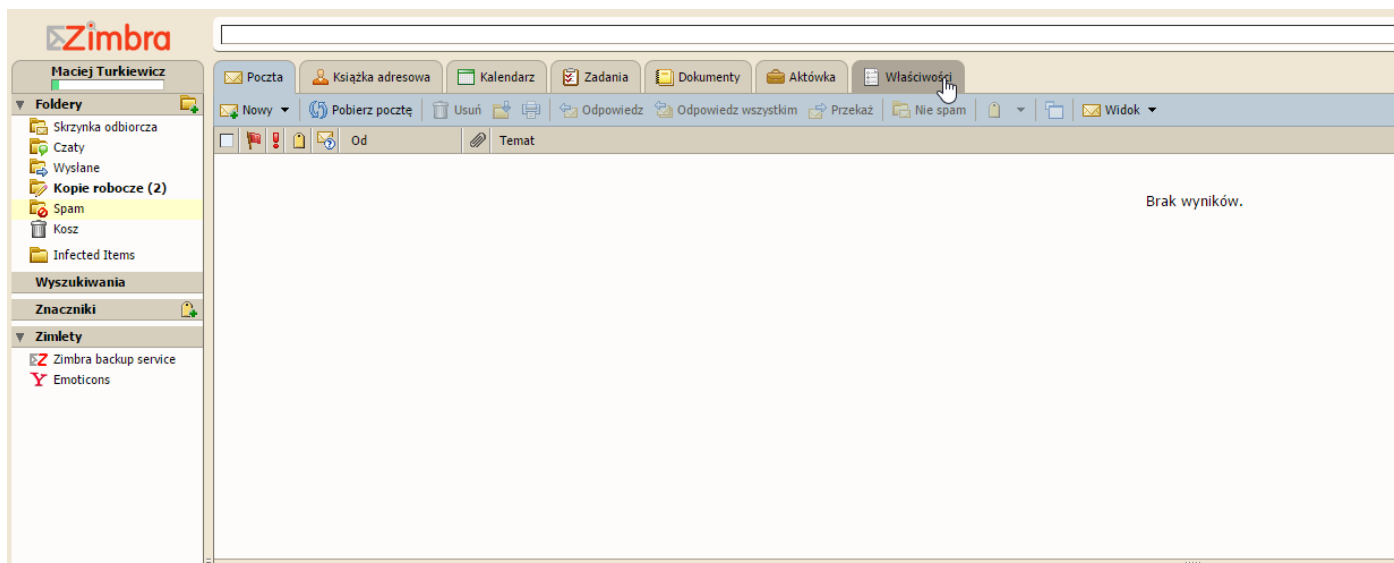 Zimbra
Maciej Turkiewicz
Poczta Książka adresowa Kalendarz Zadania Dokumenty Aktówka Właściwości
Foldery
Nowy Pobierz pocztę Usuń Odpowiedz Odpowiedz wszystkim Przekaż Nie spam Widok
Skrzynka odbiorcza
Od Temat
Czaty
Wysłane
Kopie robocze (2)
Spam
Brak wyników.
Kosz
Infected Items
Wyszukiwania
Znaczniki
Zimlety
Zimbra backup service
Emoticons